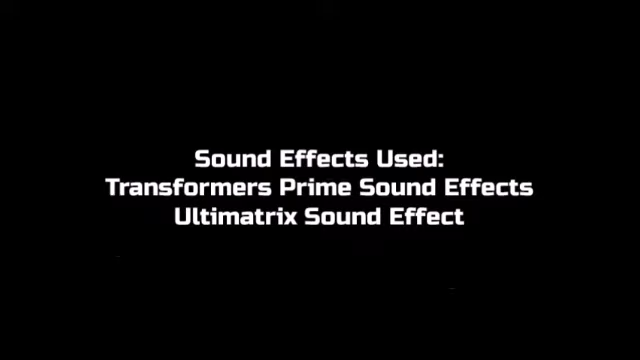 Sound Effects Used:
Transformers Prime Sound Effects
Ultimatrix Sound Effect